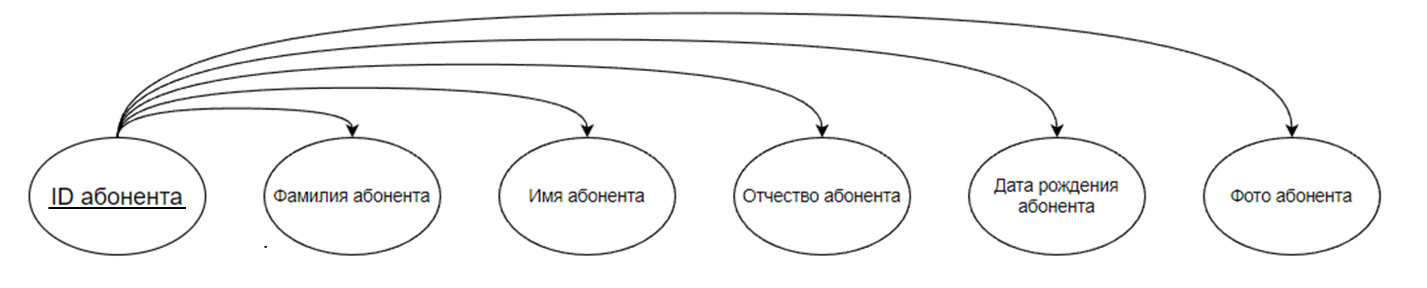 ID абонента
Фамилия абонента
Имя абонента
Отчество абонента
Дата рождения
абонента
Фото абонента